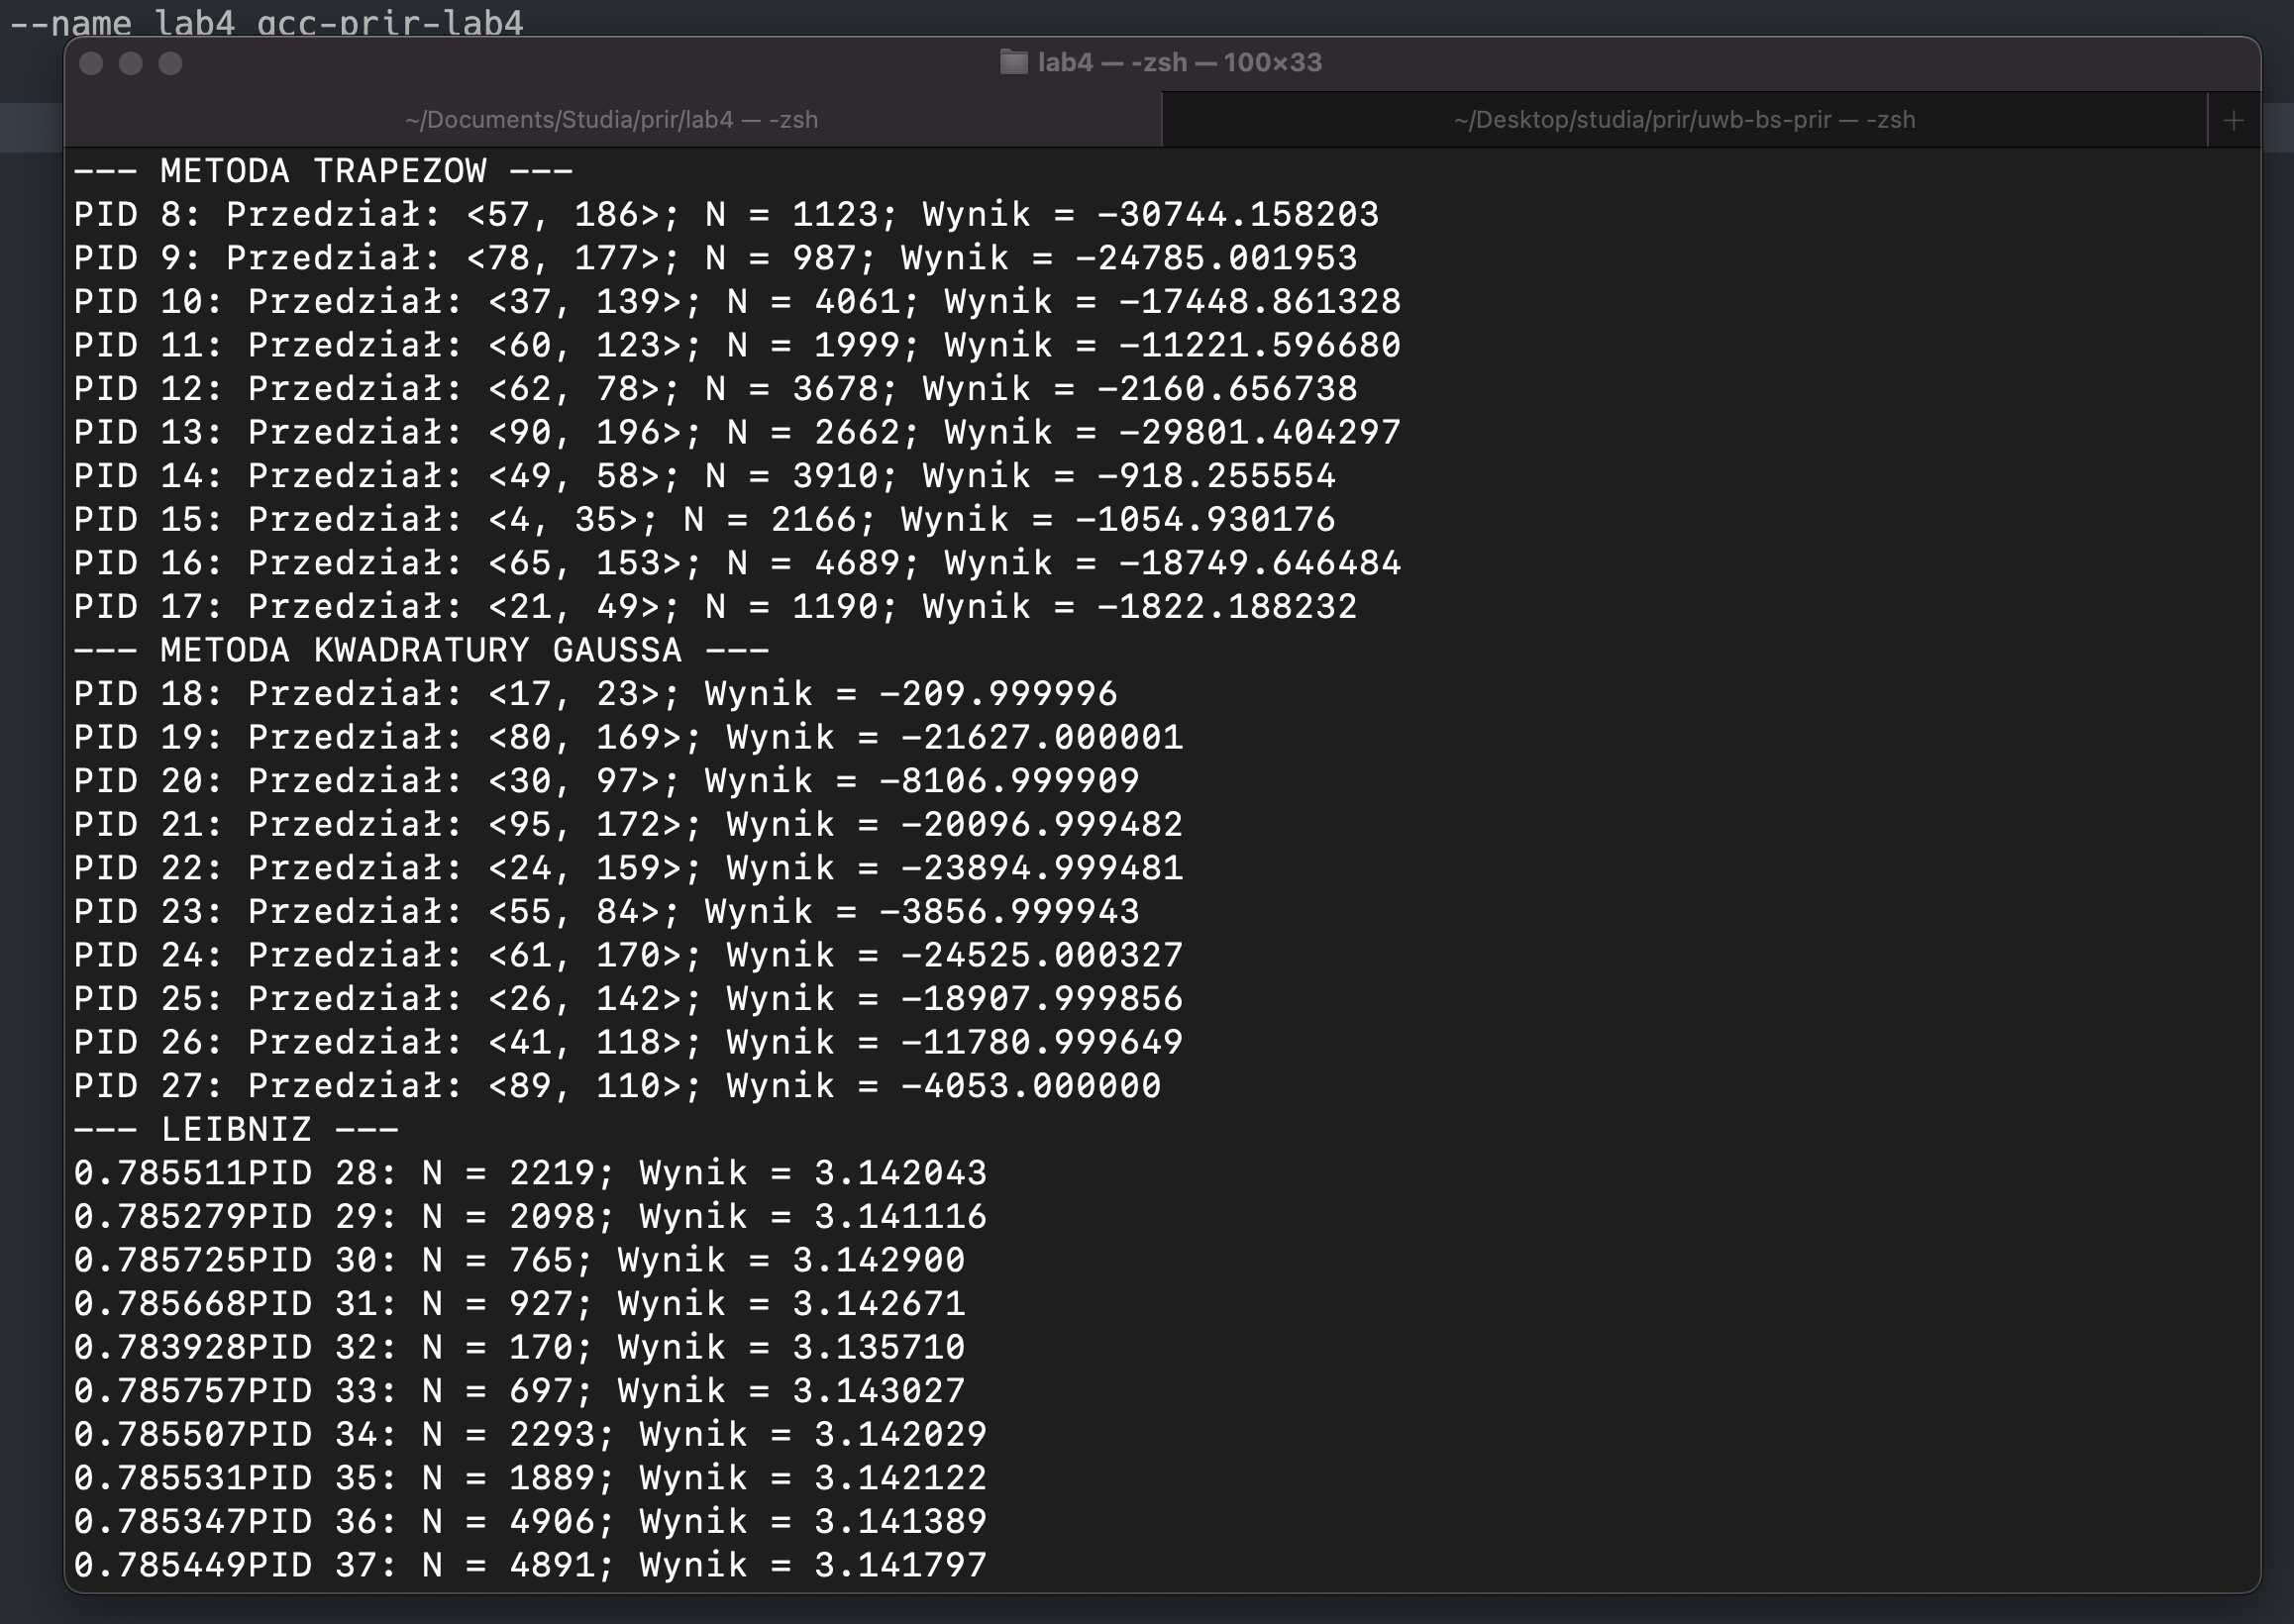 --name lab4 gcc-prir-lab4
lab4 — -zsh — 100×33
~/Documents/Studia/prir/lab4 — -zsh
~/Desktop/studia/prir/uwb-bs-prir — -zsh
+
--- METODA TRAPEZOW ---
PID 8: Przedział: <57, 186>; N = 1123; Wynik = -30744.158203
PID 9: Przedział: <78, 177>; N = 987; Wynik = -24785.001953
PID 10: Przedział: <37, 139>; N = 4061; Wynik = -17448.861328
PID 11: Przedział: <60, 123>; N = 1999; Wynik = -11221.596680
PID 12: Przedział: <62, 78>; N = 3678; Wynik = -2160.656738
PID 13: Przedział: <90, 196>; N = 2662; Wynik = -29801.404297
PID 14: Przedział: <49, 58>; N = 3910; Wynik = -918.255554
PID 15: Przedział: <4, 35>; N = 2166; Wynik = -1054.930176
PID 16: Przedział: <65, 153>; N = 4689; Wynik = -18749.646484
PID 17: Przedział: <21, 49>; N = 1190; Wynik = -1822.188232
--- METODA KWADRATURY GAUSSA ---
PID 18: Przedział: <17, 23>; Wynik = -209.999996
PID 19: Przedział: <80, 169>; Wynik = -21627.000001
PID 20: Przedział: <30, 97>; Wynik = -8106.999909
PID 21: Przedział: <95, 172>; Wynik = -20096.999482
PID 22: Przedział: <24, 159>; Wynik = -23894.999481
PID 23: Przedział: <55, 84>; Wynik = -3856.999943
PID 24: Przedział: <61, 170>; Wynik = -24525.000327
PID 25: Przedział: <26, 142>; Wynik = -18907.999856
PID 26: Przedział: <41, 118>; Wynik = -11780.999649
PID 27: Przedział: <89, 110>; Wynik = -4053.000000
--- LEIBNIZ ---
0.785511PID 28: N = 2219; Wynik = 3.142043
0.785279PID 29: N = 2098; Wynik = 3.141116
0.785725PID 30: N = 765; Wynik = 3.142900
0.785668PID 31: N = 927; Wynik = 3.142671
0.783928PID 32: N = 170; Wynik = 3.135710
0.785757PID 33: N = 697; Wynik = 3.143027
0.785507PID 34: N = 2293; Wynik = 3.142029
0.785531PID 35: N = 1889; Wynik = 3.142122
0.785347PID 36: N = 4906; Wynik = 3.141389
0.785449PID 37: N = 4891; Wynik = 3.141797